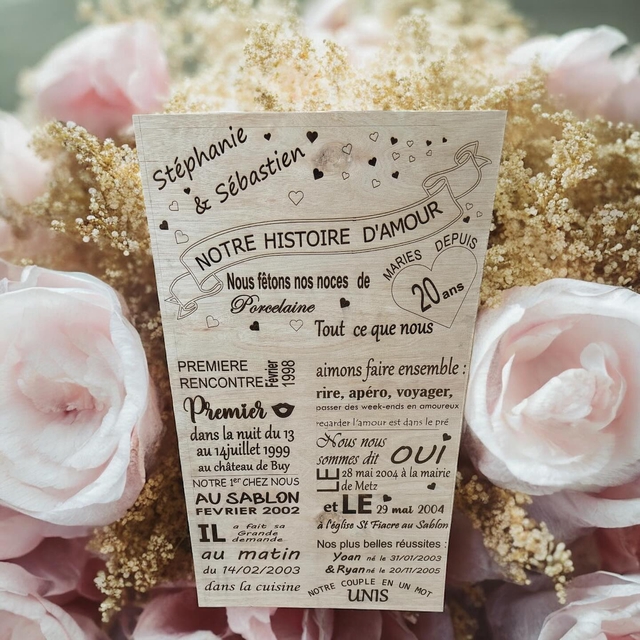 Stéphanie
& Sébastien
NOTRE HISTOIRE D'AMOUR
MARIES DEPUIS
20 ans
Nous fêtons nos noces de
Porcelaine
Tout ce que nous
aimons faire ensemble :
rire, apéro, voyager,
passer des week-ends en amoureux
regarder l'amour est dans le pré
PREMIERE
RENCONTRE Février 1998
Premier
dans la nuit du 13
au 14juillet 1999
au château de Buy
NOTRE 1er CHEZ NOUS
AU SABLON
FEVRIER 2002
IL a fait sa
Grande
demande
au matin
du 14/02/2003
dans la cuisine
Nous nous
sommes dit OUI
LE 28 mai 2004 à la mairie
de Metz
et LE 29 mai 2004
à l'église St Fiacre au Sablon
Nos plus belles réussites :
Yoan né le 31/01/2003
& Ryan né le 20/11/2005
NOTRE COUPLE EN UN MOT
UNIS